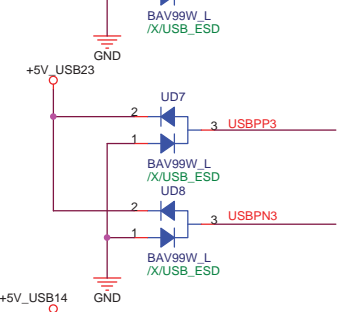 BAV99W_L
/X/USB_ESD
GND
+5V_USB23
UD7
2
3 USBPP3
1
BAV99W_L
/X/USB_ESD
UD8
2
3 USBPN3
1
BAV99W_L
/X/USB_ESD
+5V_USB14
GND